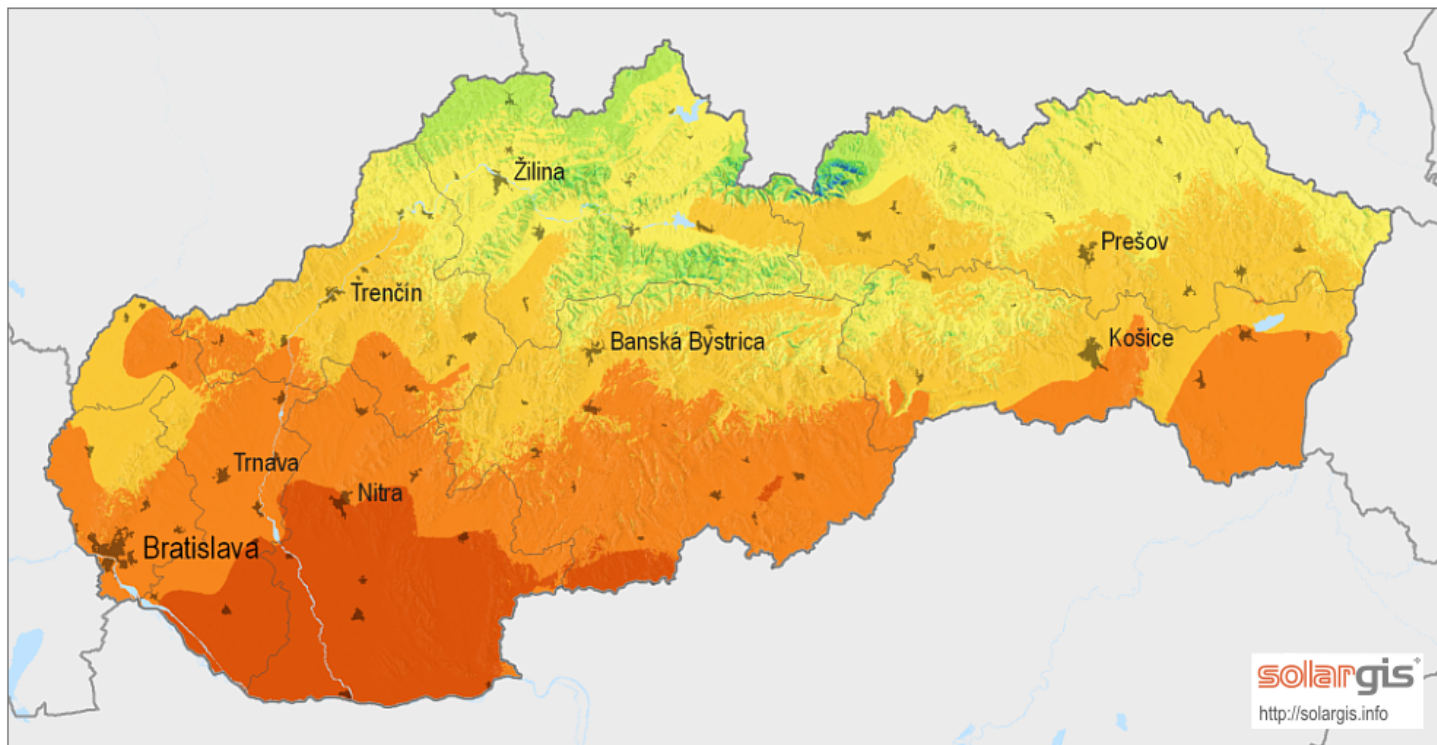 Žilina
Prešov
Trenčín
Banská Bystrica
Košice
Trnava
Nitra
Bratislava
solargis
http://solargis.info